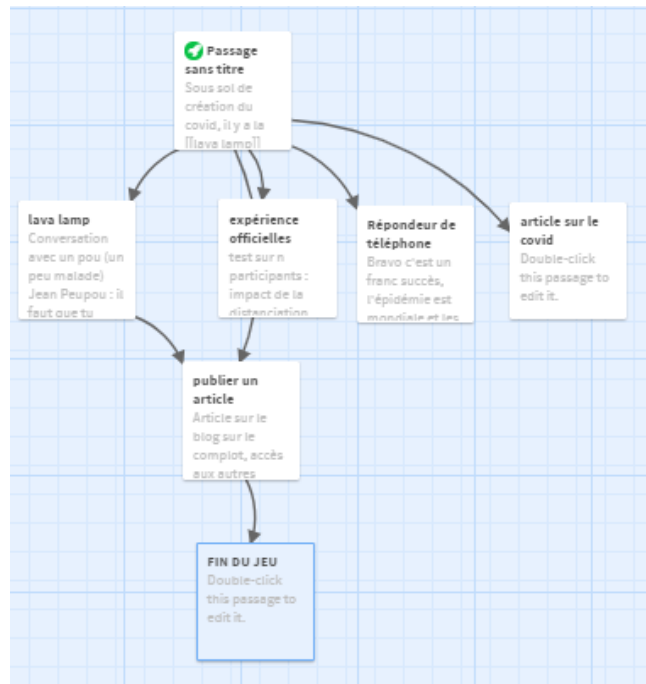 Passage
sans titre
Sous sol de
création du
covid, il y a la
[[lava lamp]]
lava lamp
Conversation
avec un pou (un
peu malade)
Jean Peupou : il
faut que tu
expérience
officielles
test sur n
participants :
impact de la
distanciation
Répondeur de
téléphone
Bravo c'est un
franc succès,
l'épidémie est
mondiale et les
article sur le
covid
Double-click
this passage to
edit it.
publier un
article
Article sur le
blog sur le
complot, accès
aux autres
FIN DU JEU
Double-click
this passage to
edit it.